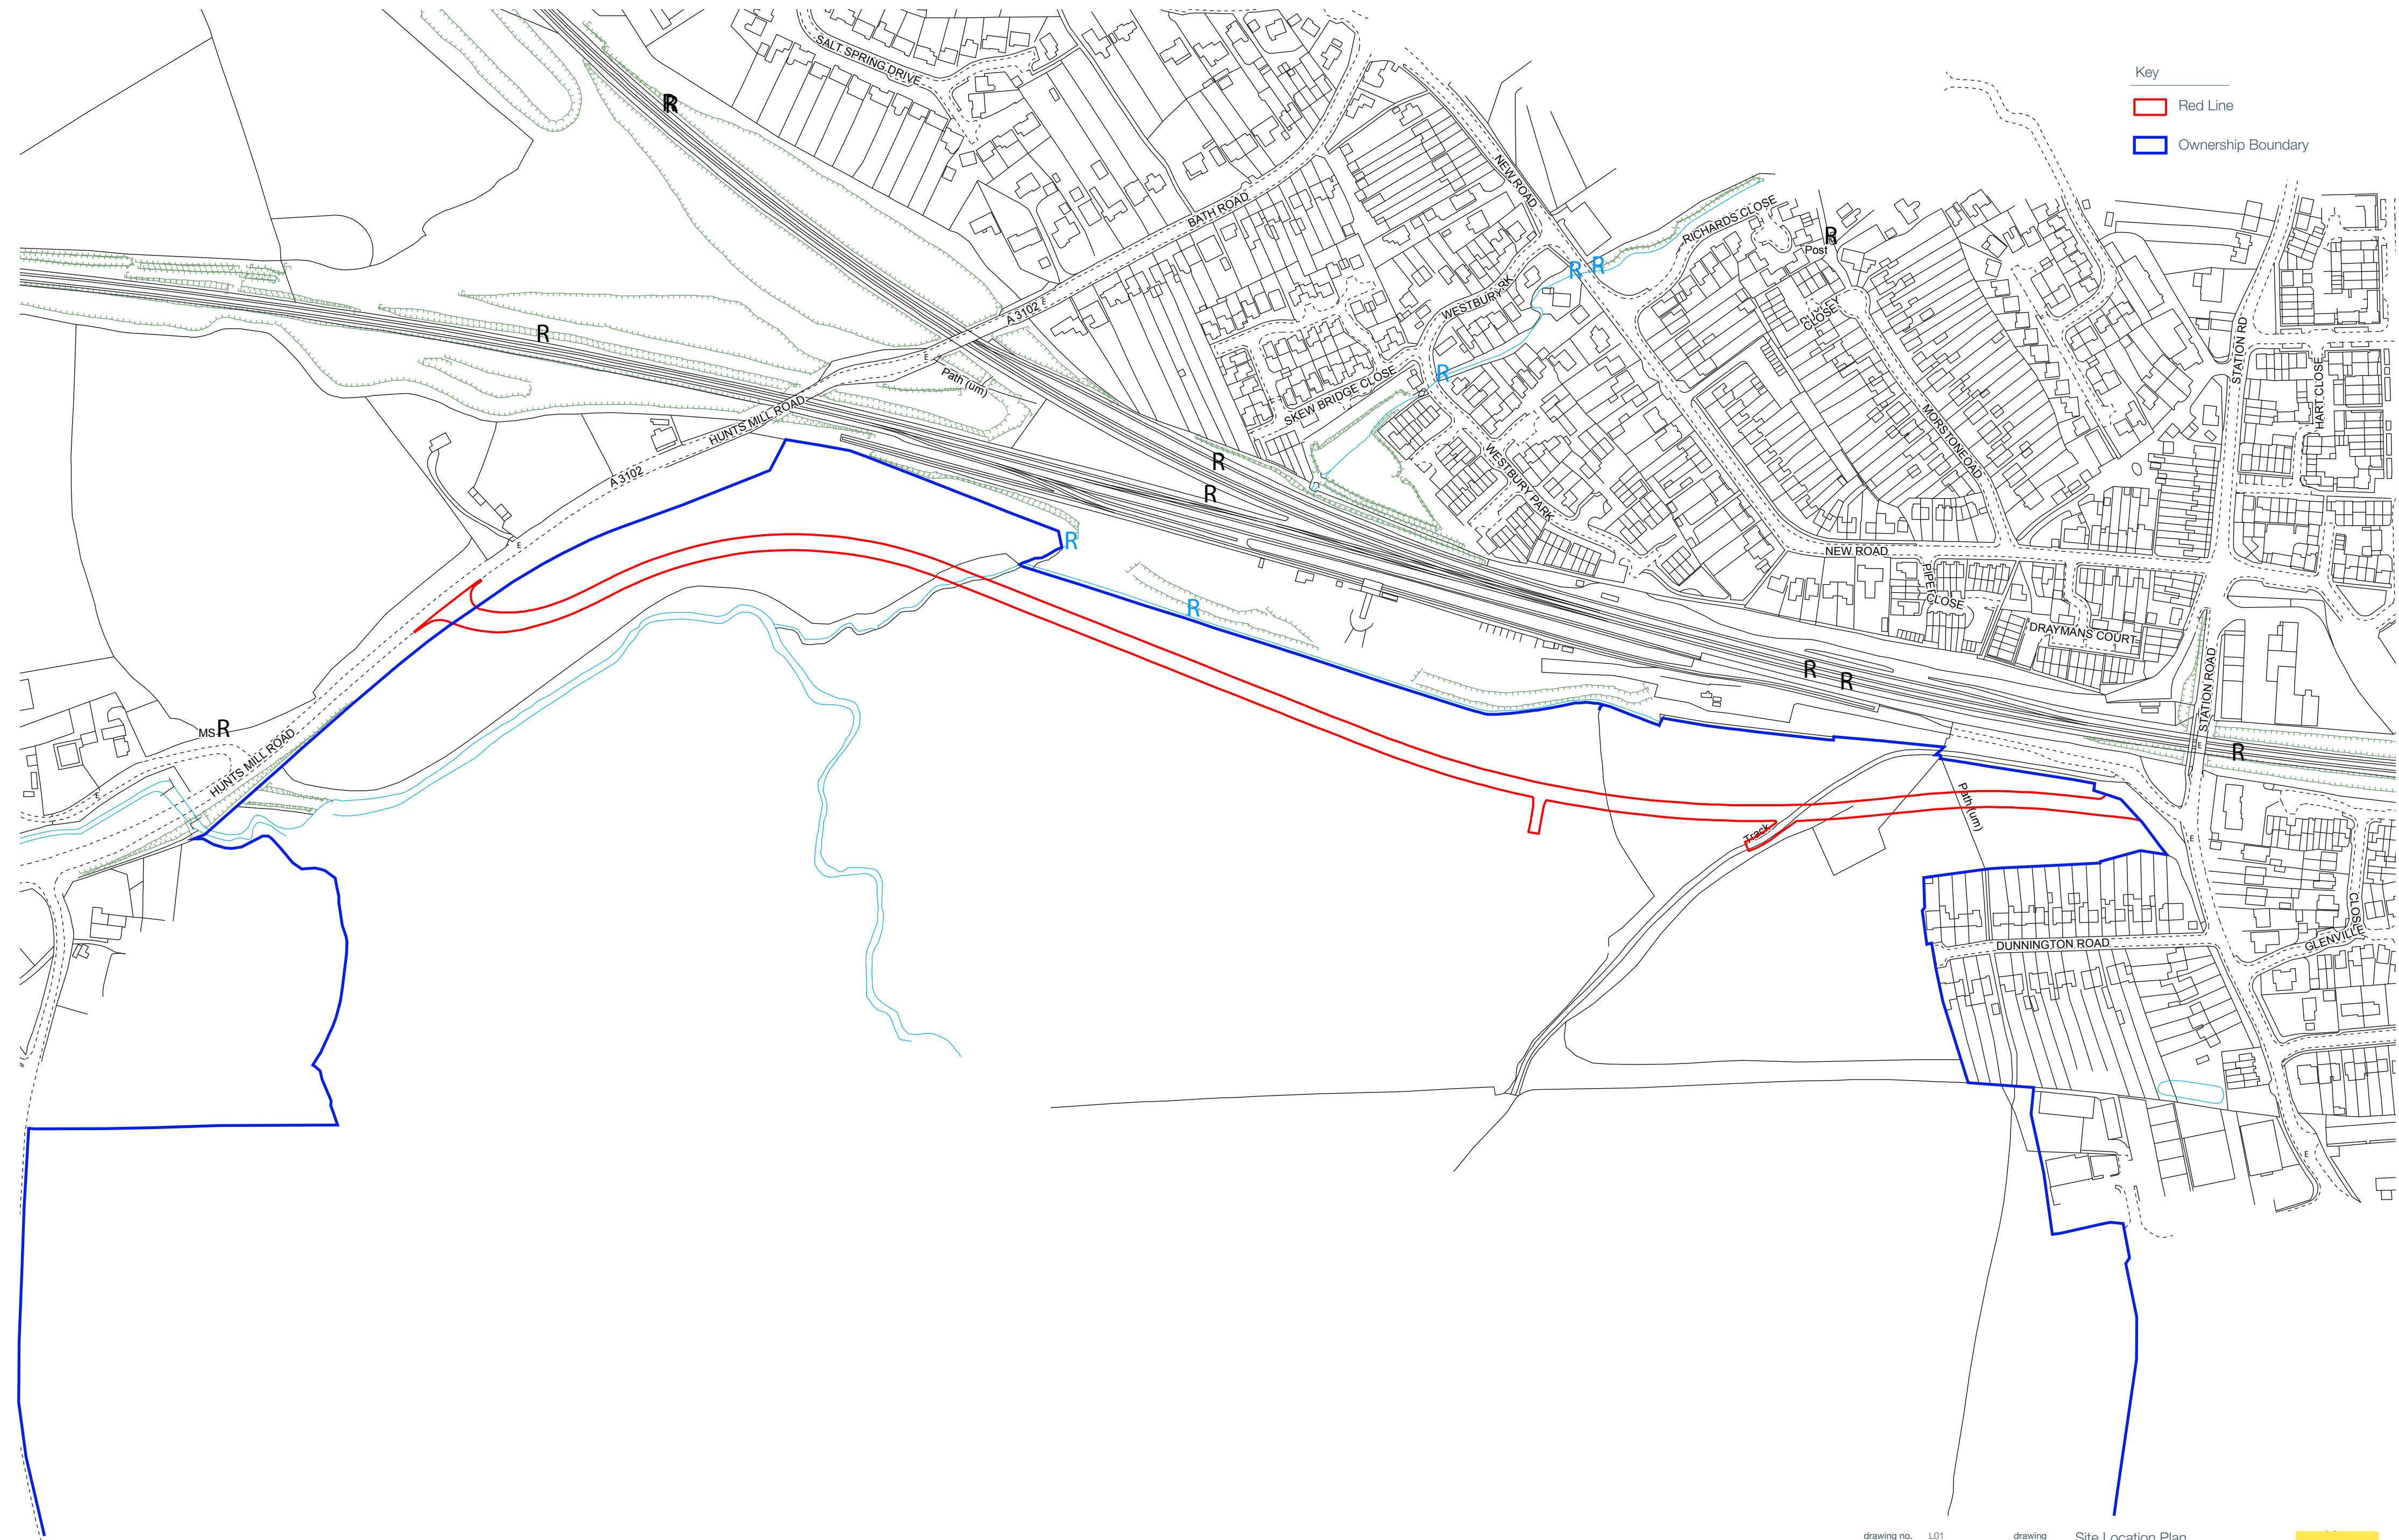 SALT SPRING DRIVE
Key
Red Line
Ownership Boundary
R
R
NEW ROAD
BATH ROAD
RICHARDS CLOSE
R
Post
R
R
A 3102
E
WESTBURY
CLOSE
STATION RD
R
E
Path (um)
HUNTS MILL ROAD
SKEW BRIDGE CLOSE
R
HART CLOSE
MORSTONE
OAD
R
R
A 3102
WESTBURY PARK
E
R
NEW ROAD
PIPE
CLOSE
R
DRAYMANS COURT
STATION ROAD
R
R
MS
R
HUNTS MILL ROAD
E
R
E
Path (um)
Track
E
CLOSE
GLENVILLE
DUNNINGTON ROAD
E
drawing no.
L01
drawing
Site Location Plan